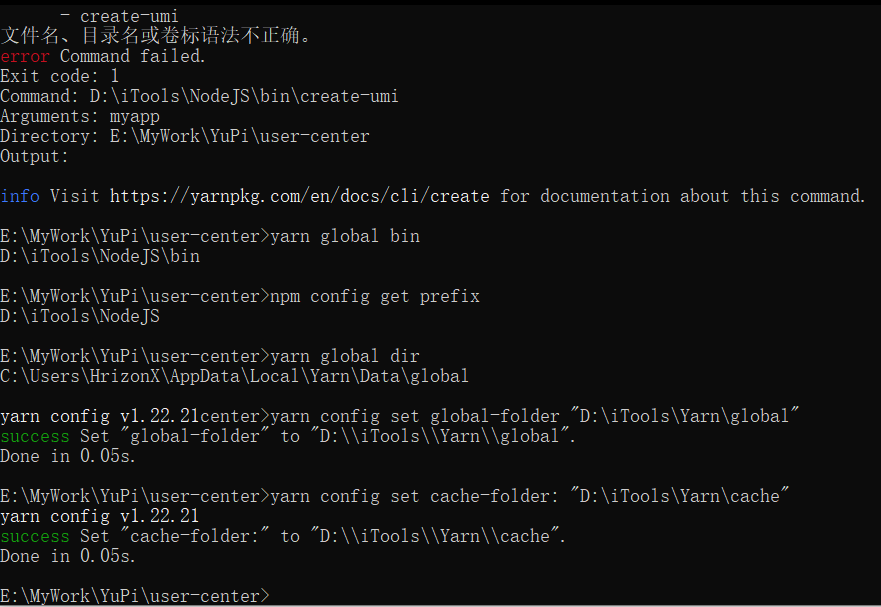 - create-umi
文件名、目录名或卷标语法不正确。
error Command failed.
Exit code: 1
Command: D:\iTools\NodeJS\bin\create-umi
Arguments: myapp
Directory: E:\MyWork\YuPi\user-center
Output:
info Visit https://yarnpkg.com/en/docs/cli/create for documentation about this command.
E:\MyWork\YuPi\user-center>yarn global bin
D:\iTools\NodeJS\bin
E:\MyWork\YuPi\user-center>npm config get prefix
D:\iTools\NodeJS
E:\MyWork\YuPi\user-center>yarn global dir
C:\Users\HrizonX\AppData\Local\Yarn\Data\global
yarn config v1.22.21center>yarn config set global-folder "D:\iTools\Yarn\global"
success Set "global-folder" to "D:\\iTools\\Yarn\\global".
Done in 0.05s.
E:\MyWork\YuPi\user-center>yarn config set cache-folder: "D:\iTools\Yarn\cache"
yarn config v1.22.21
success Set "cache-folder:" to "D:\\iTools\\Yarn\\cache".
Done in 0.05s.
E:\MyWork\YuPi\user-center>